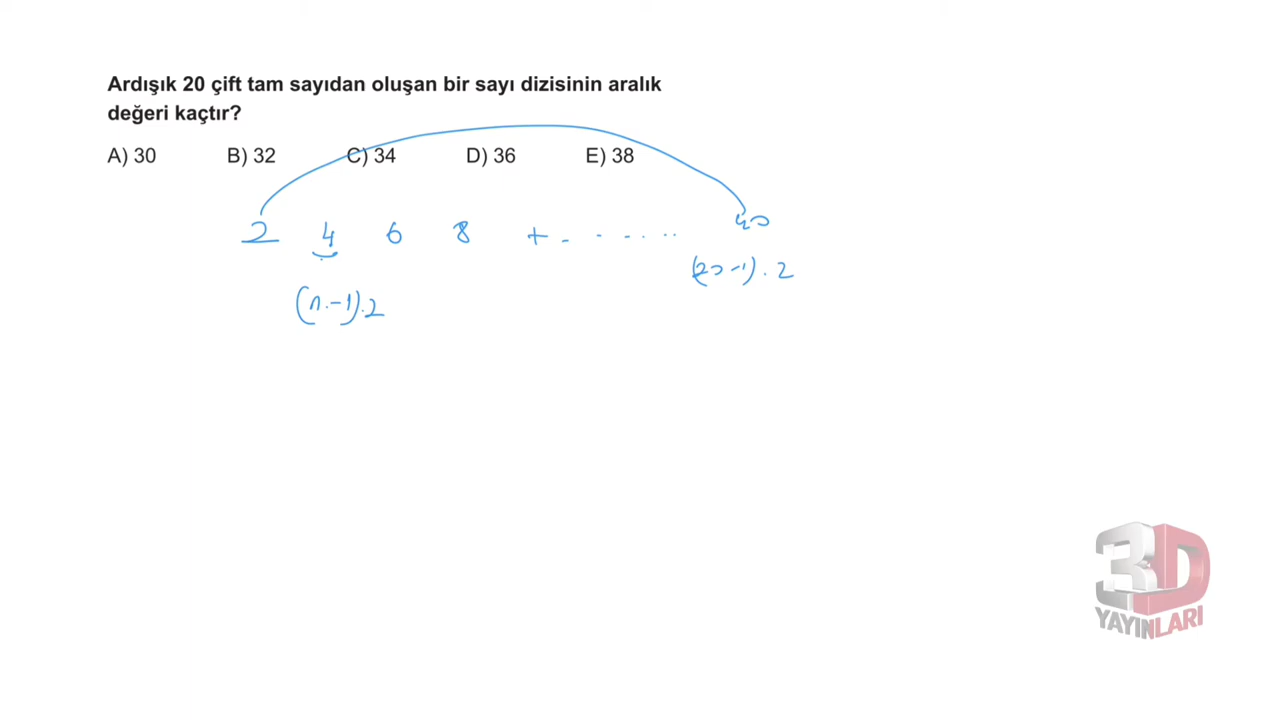 Ardışık 20 çift tam sayıdan oluşan bir sayı dizisinin aralık
değeri kaçtır?
A) 30 B) 32 C) 34 D) 36 E) 38
2 4 6 8 + - . . . . . . 40
(20-1).2
(n.-1).2
3D
YAYINLARI